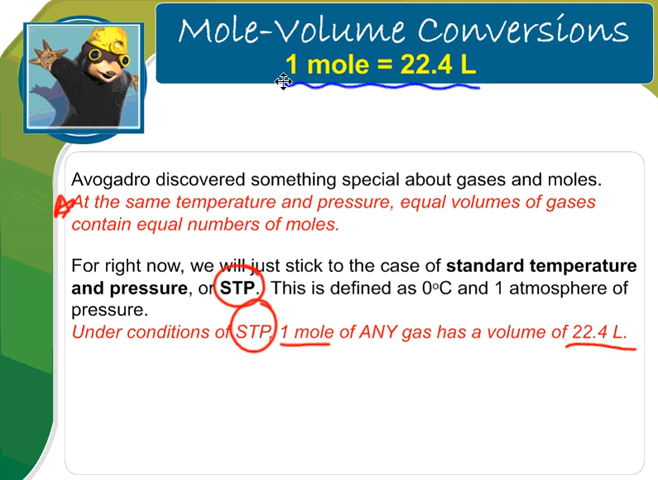 Mole-Volume Conversions
1 mole = 22.4 L
Avogadro discovered something special about gases and moles.
At the same temperature and pressure, equal volumes of gases
contain equal numbers of moles.
For right now, we will just stick to the case of standard temperature
and pressure, or STP. This is defined as 0°C and 1 atmosphere of
pressure.
Under conditions of STP, 1 mole of ANY gas has a volume of 22.4 L.